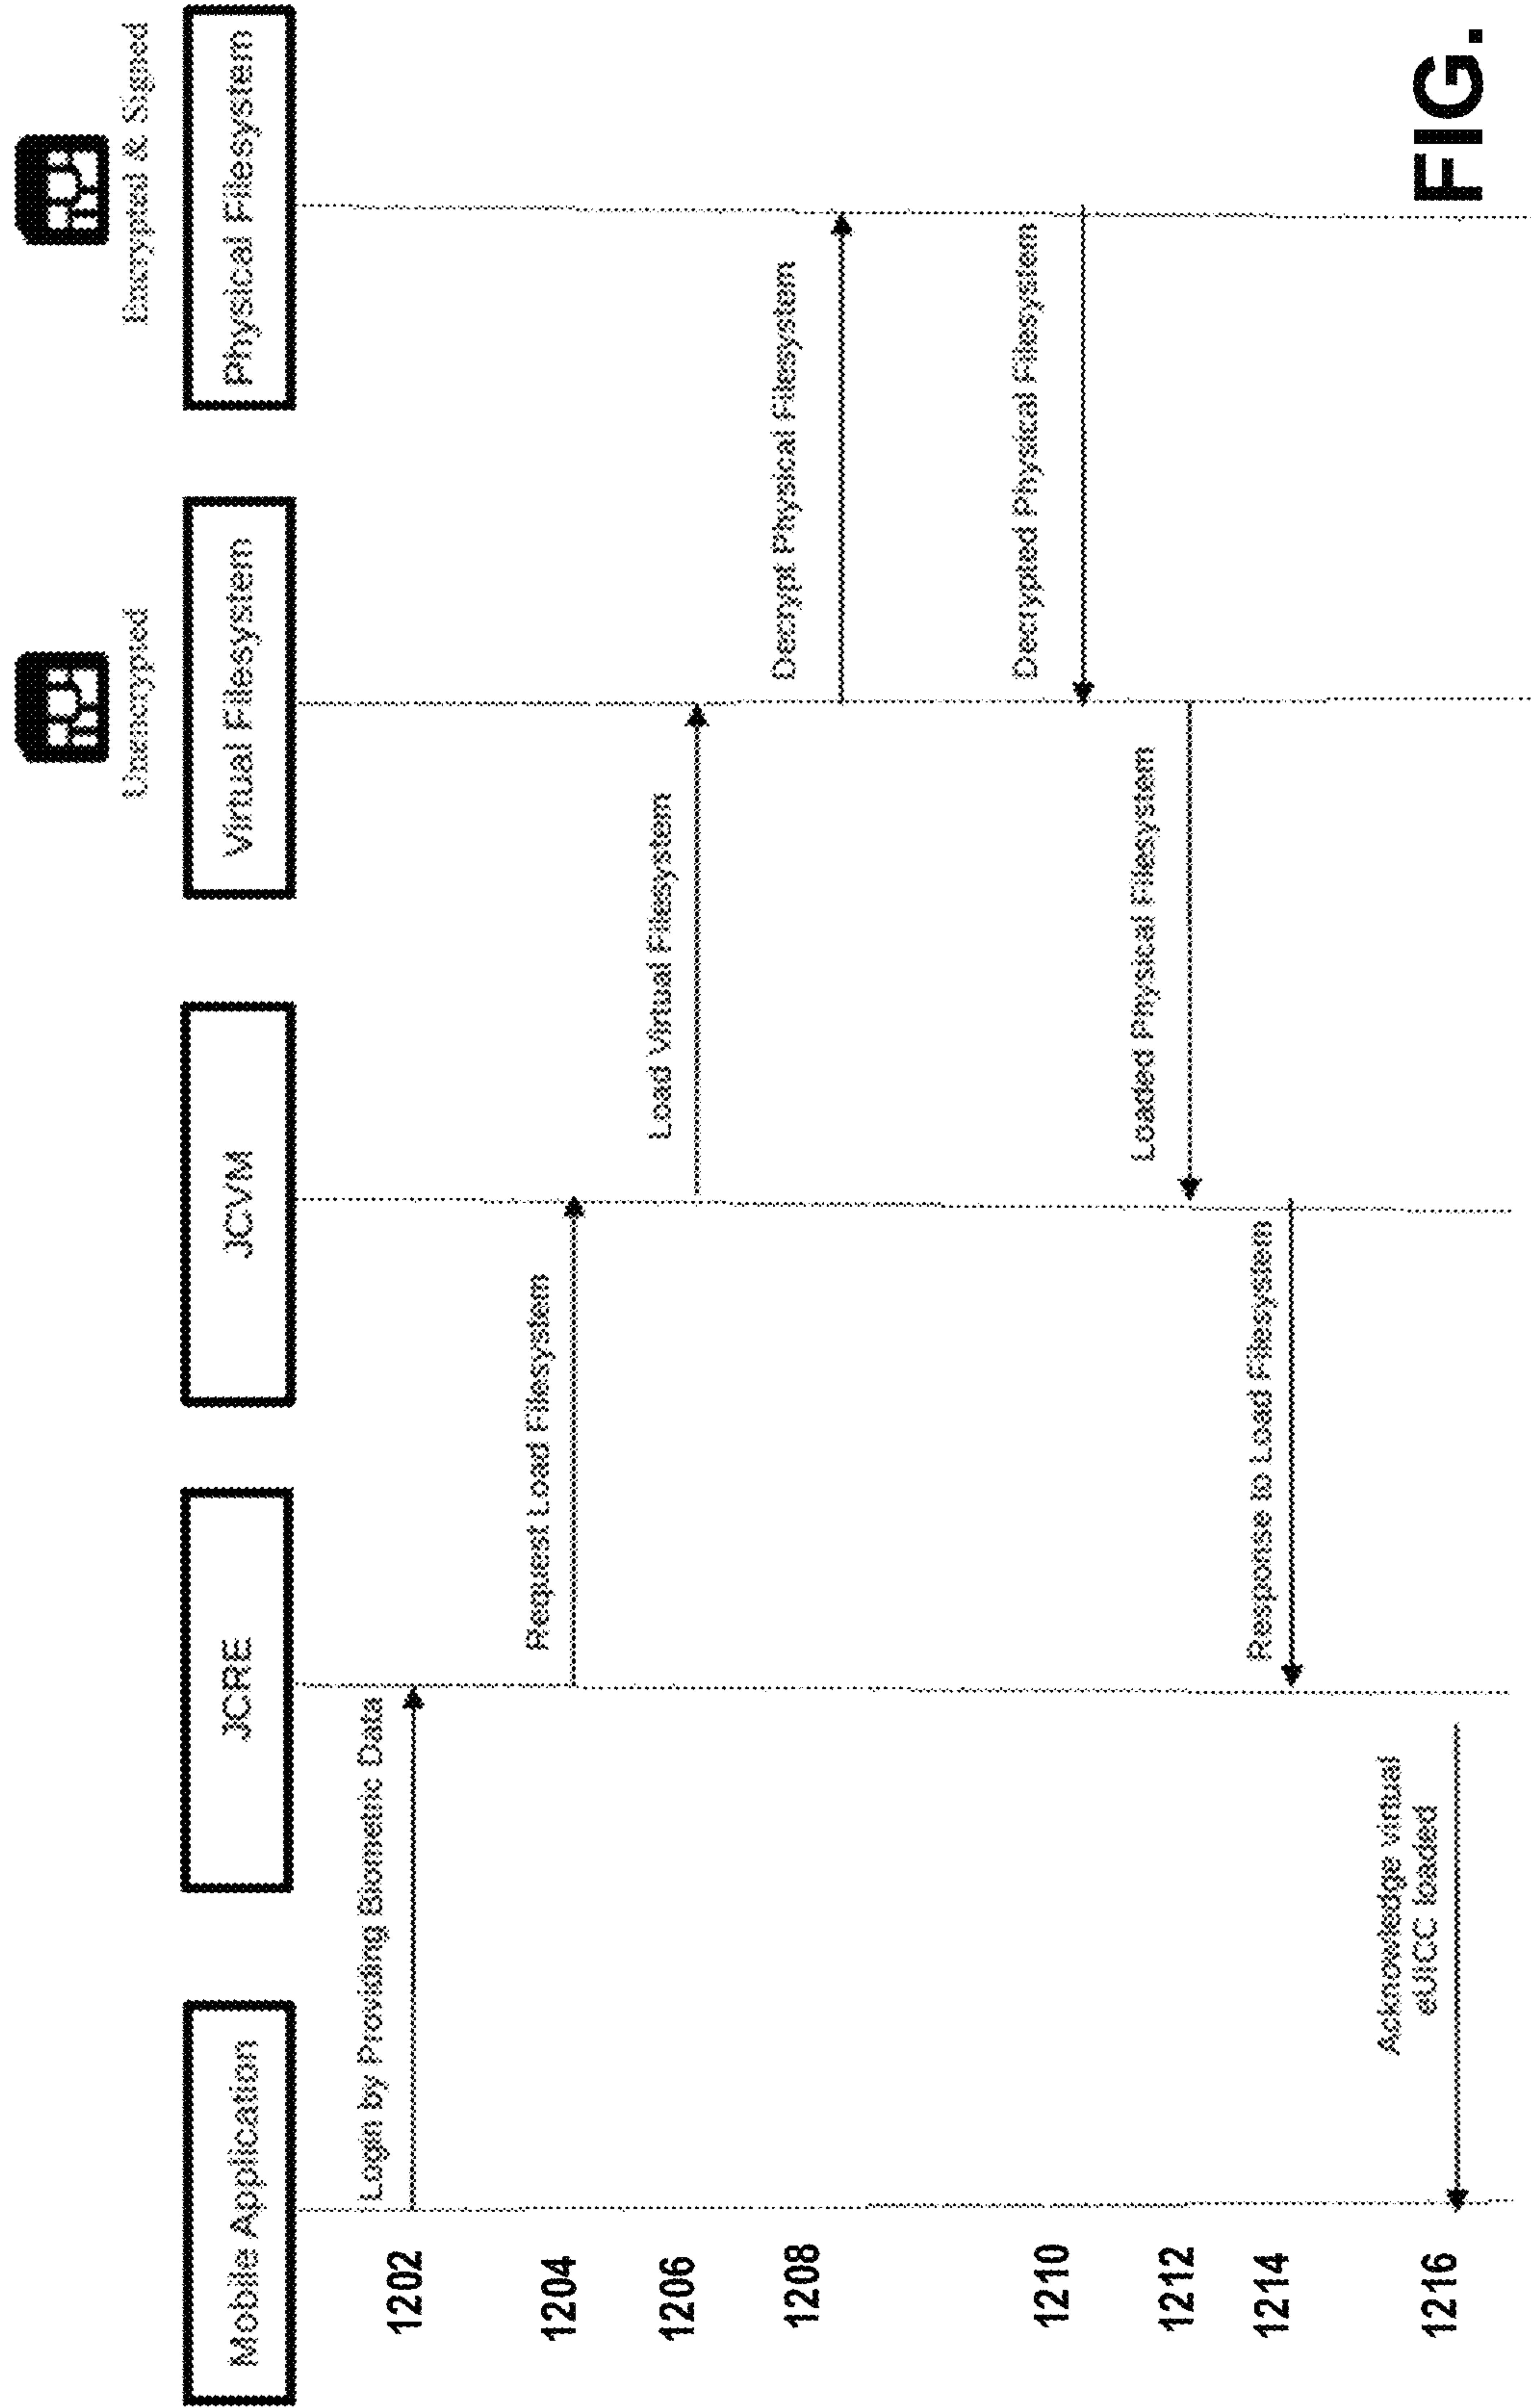 Unencrypted
Encrypted & Signed
Mobile Application
JCRE
JCVM
Virtual Filesystem
Physical Filesystem
1202
Login by Providing Biometric Data
1204
Request Load Filesystem
1206
Load Virtual Filesystem
1208
Decrypt Physical Filesystem
1210
Decrypted Physical Filesystem
1212
Loaded Physical Filesystem
1214
Response to Load Filesystem
1216
Acknowledge virtual
eUICC loaded
FIG.